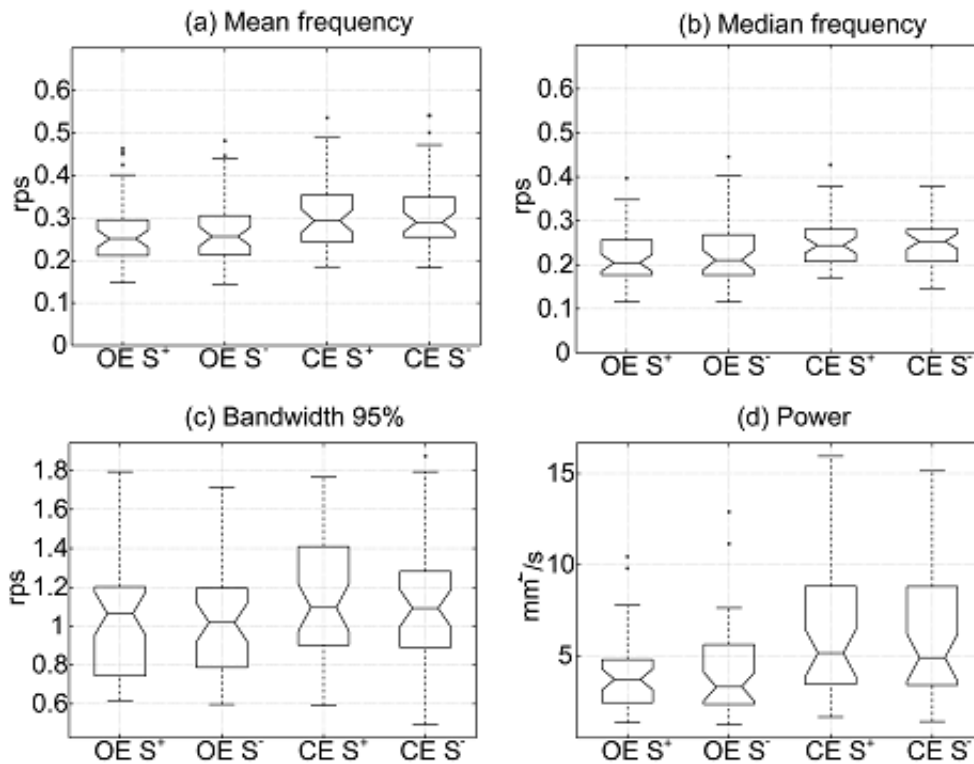 (a) Mean frequency
0.6
0.5
0.4
0.3
0.2
0.1
0
rps
OE S⁺ OE S⁻ CE S⁺ CE S⁻
(b) Median frequency
0.6
0.5
0.4
0.3
0.2
0.1
0
rps
OE S⁺ OE S⁻ CE S⁺ CE S⁻
(c) Bandwidth 95%
1.8
1.6
1.4
1.2
1
0.8
0.6
rps
OE S⁺ OE S⁻ CE S⁺ CE S⁻
(d) Power
15
10
5
OE S⁺ OE S⁻ CE S⁺ CE S⁻